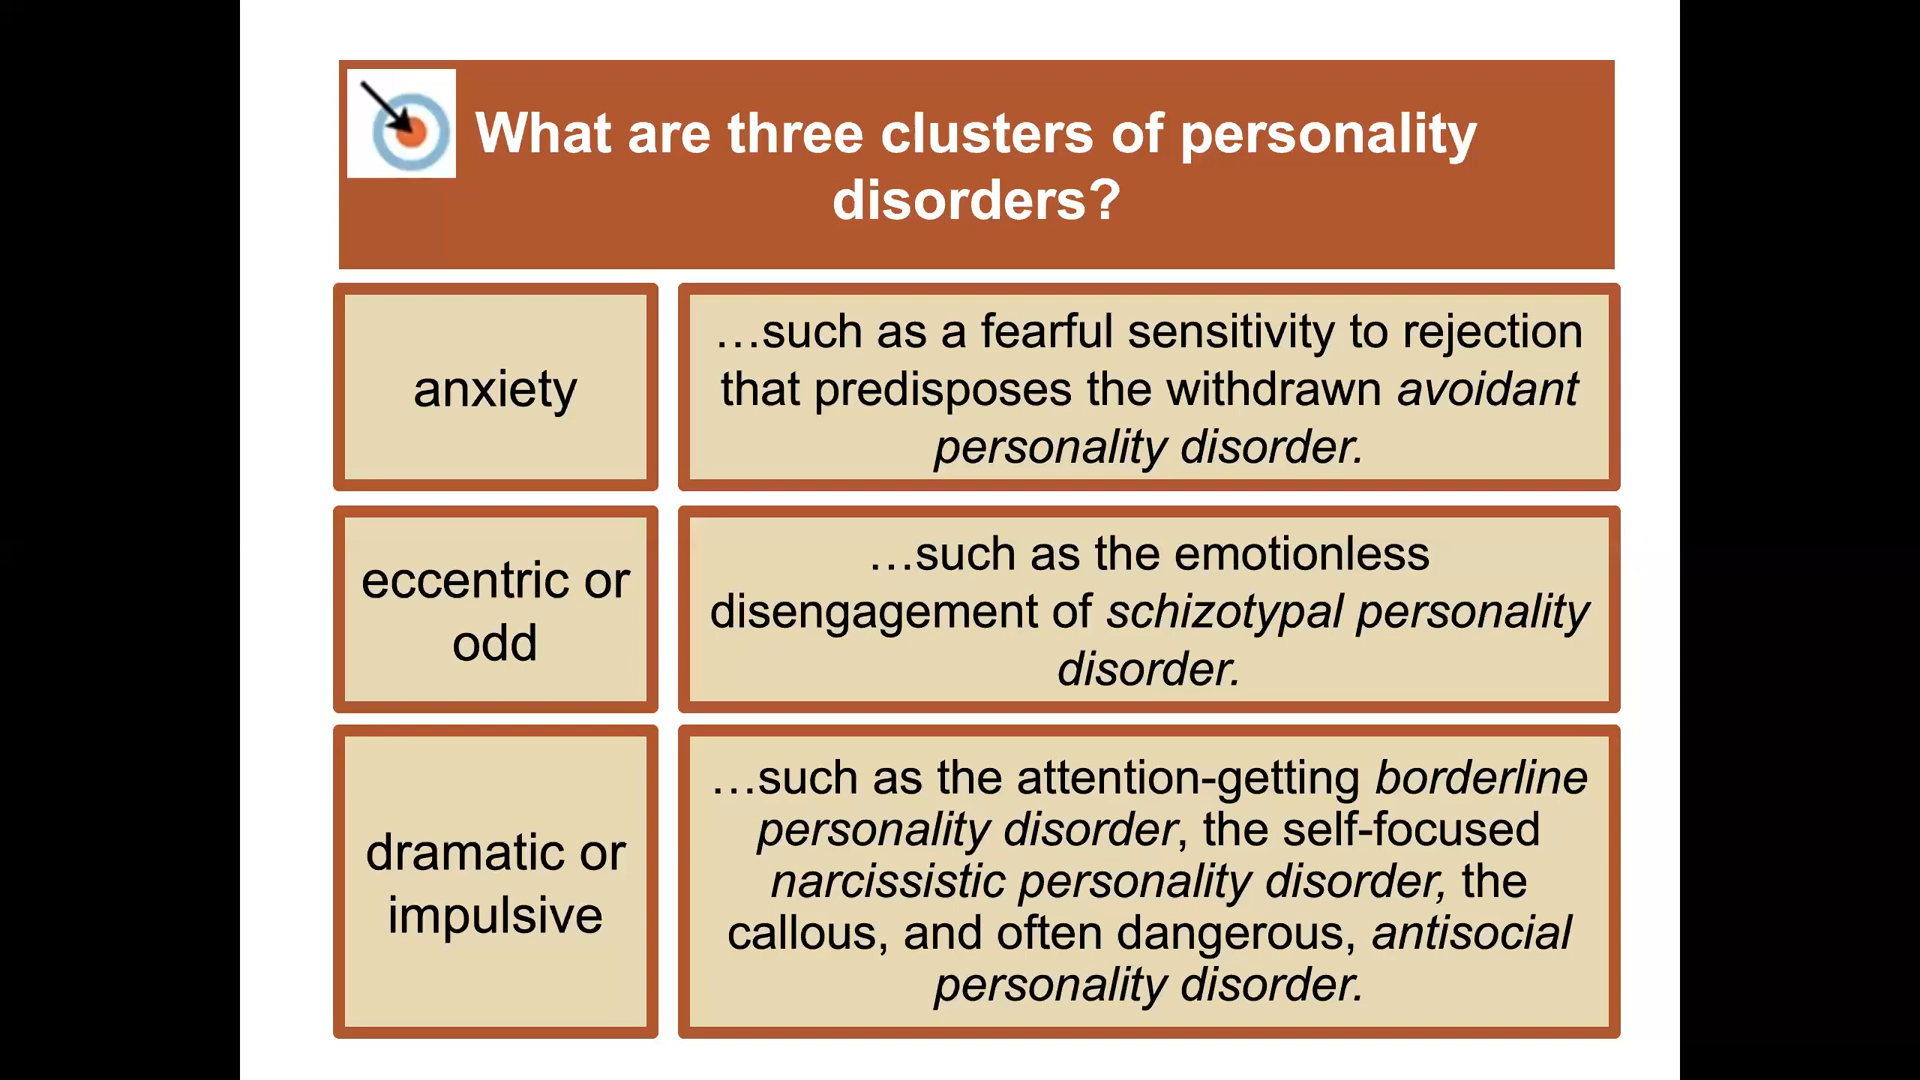 What are three clusters of personality
disorders?
anxiety
…such as a fearful sensitivity to rejection
that predisposes the withdrawn avoidant
personality disorder.
eccentric or
odd
…such as the emotionless
disengagement of schizotypal personality
disorder.
dramatic or
impulsive
…such as the attention-getting borderline
personality disorder, the self-focused
narcissistic personality disorder, the
callous, and often dangerous, antisocial
personality disorder.